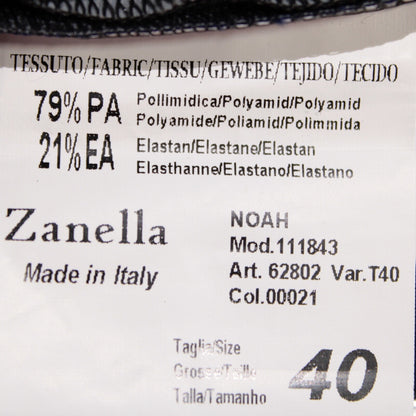 TESSUTO/FABRIC/TISSU/GEWEBE/TEJIDO/TECIDO
79% PA Pollimidica/Polyamid/Polyamid
Polyamide/Poliamid/Polimmida
21% EA Elastan/Elastane/Elastan
Elasthanne/Elastano/Elastano
Zanella
Made in Italy
NOAH
Mod.111843
Art. 62802 Var.T40
Col.00021
Taglia/Size
Grosse/Taille
Talla/Tamanho
40